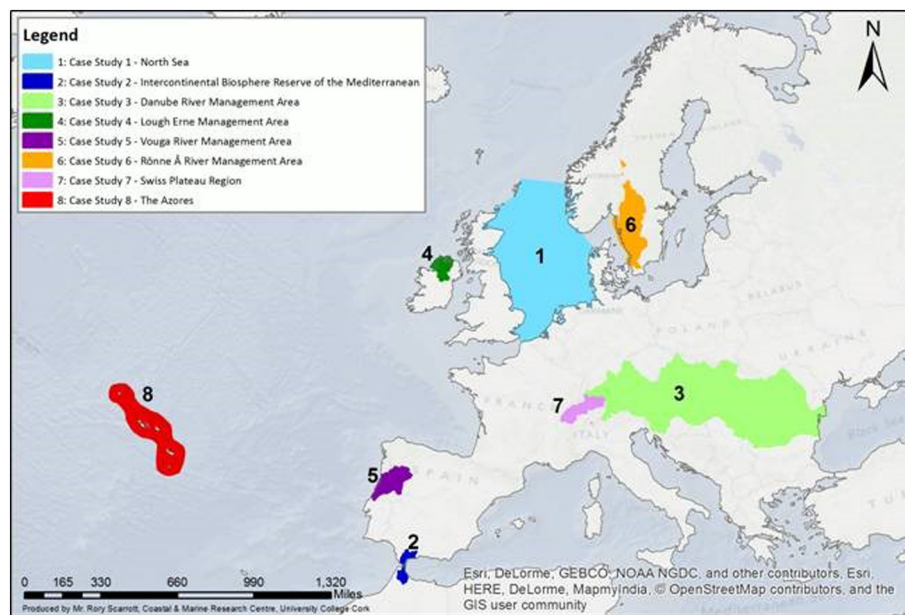 Legend
1: Case Study 1 - North Sea
2: Case Study 2 - Intercontinental Biosphere Reserve of the Mediterranean
3: Case Study 3 - Danube River Management Area
4: Case Study 4 - Lough Erne Management Area
5: Case Study 5 - Vouga River Management Area
6: Case Study 6 - Rönne Å River Management Area
7: Case Study 7 - Swiss Plateau Region
8: Case Study 8 - The Azores
N
SWEDEN
FINLAND
6
4
1
BELARUS
POLAND
UKRAINE
8
3
7
FRANCE
ITALY
Black Sea
5
SPAIN
2
0 165 330 660 990 1,320
Miles
Esri, DeLorme, GEBCO, NOAA NGDC, and other contributors, Esri,
HERE, DeLorme, MapmyIndia, © OpenStreetMap contributors, and the
GIS user community
Produced by Mr. Rory Scarrott, Coastal & Marine Research Centre, University College Cork